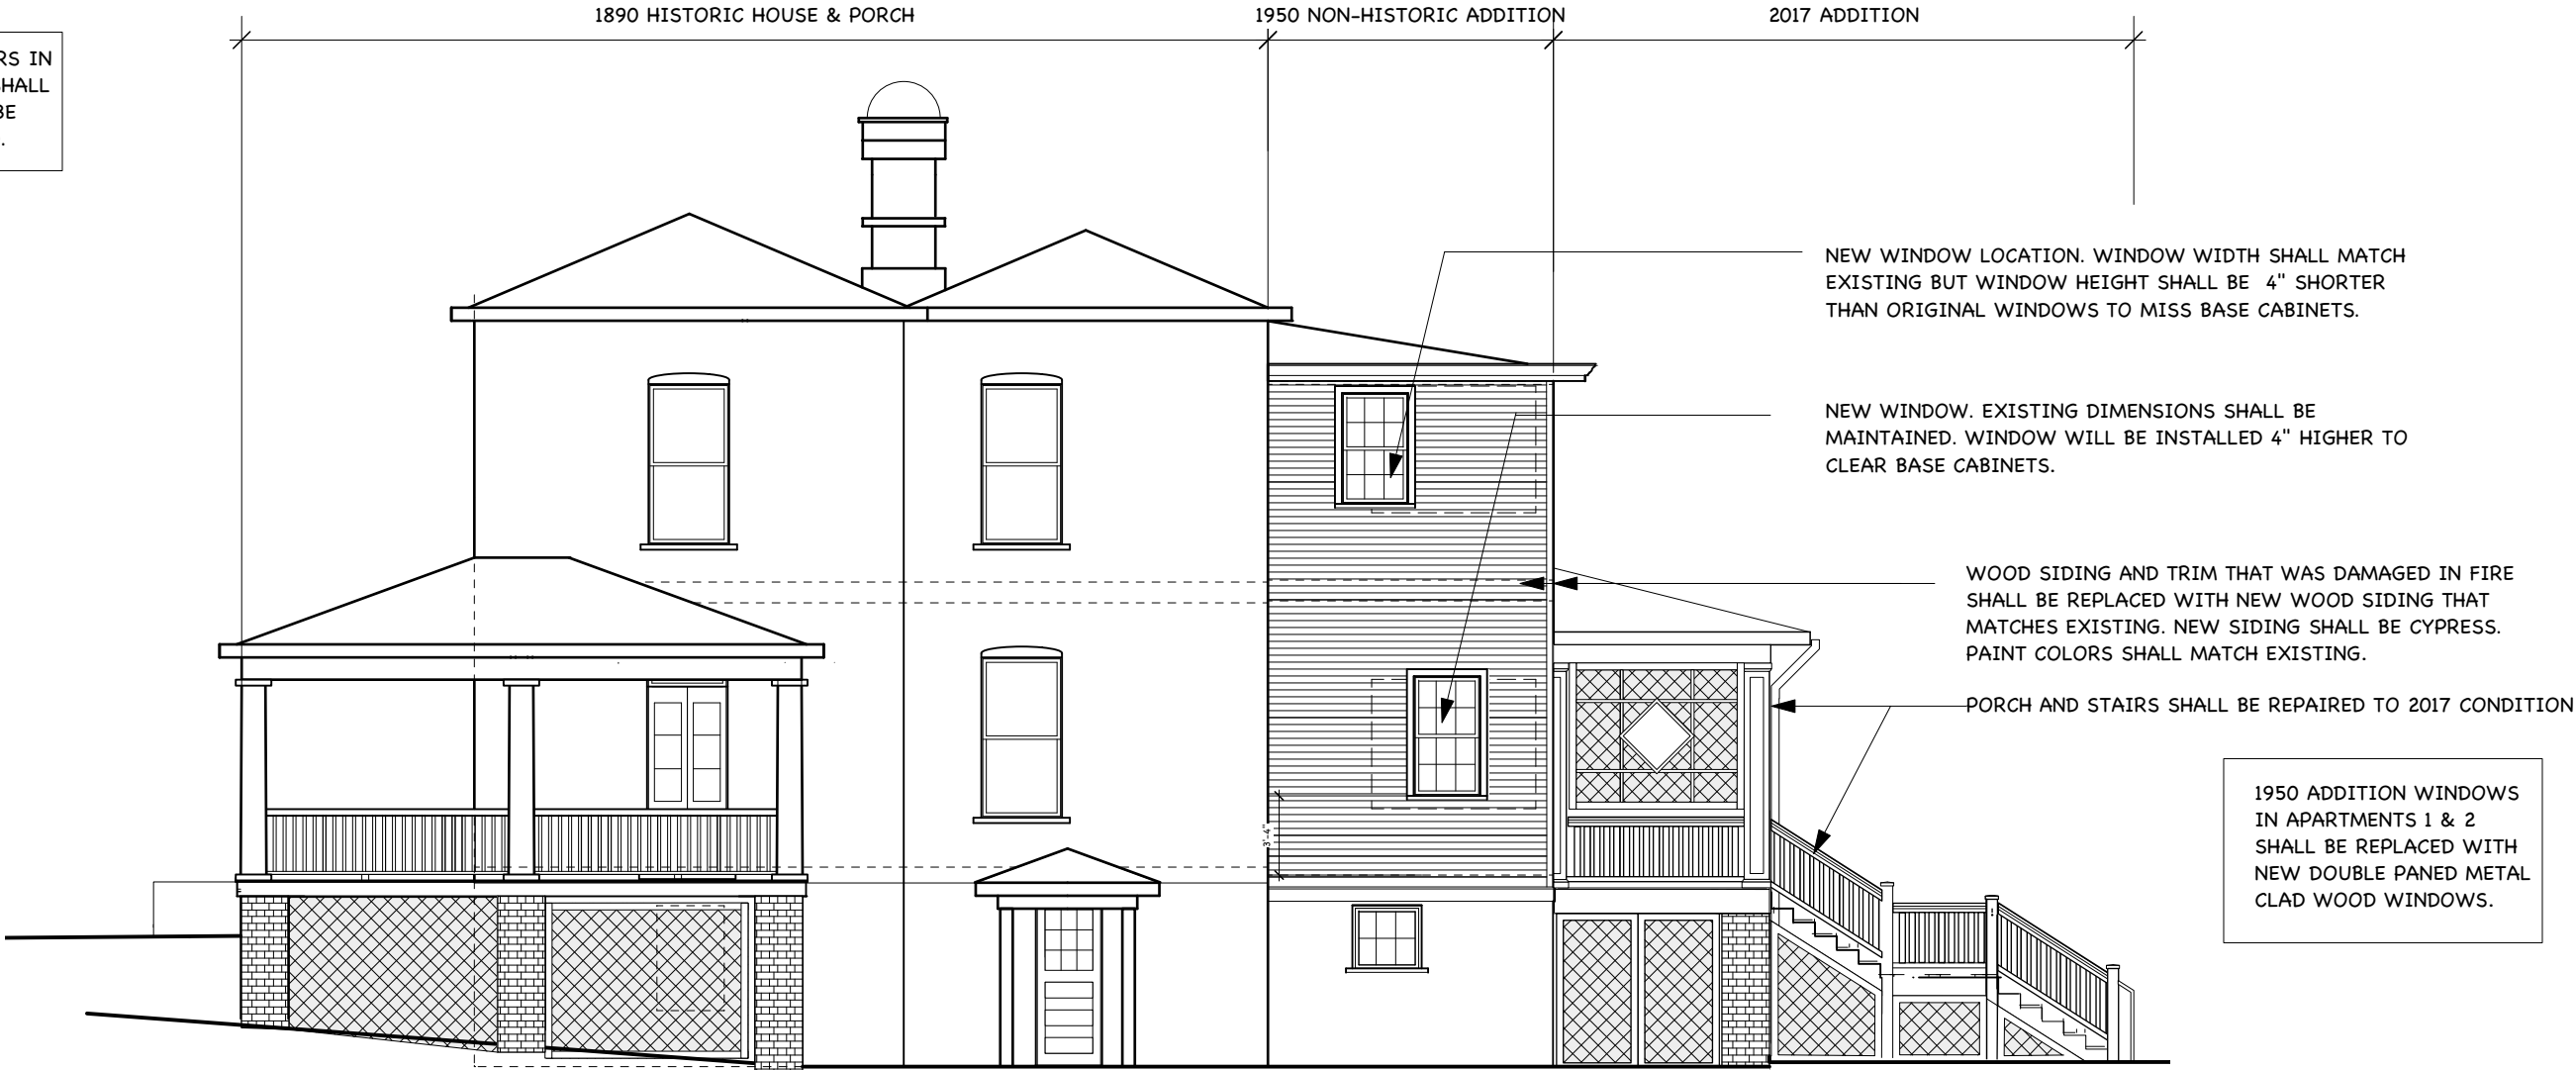 1890 HISTORIC HOUSE & PORCH
1950 NON-HISTORIC ADDITION
2017 ADDITION
RS IN
SHALL
BE
.
NEW WINDOW LOCATION. WINDOW WIDTH SHALL MATCH
EXISTING BUT WINDOW HEIGHT SHALL BE 4" SHORTER
THAN ORIGINAL WINDOWS TO MISS BASE CABINETS.
NEW WINDOW. EXISTING DIMENSIONS SHALL BE
MAINTAINED. WINDOW WILL BE INSTALLED 4" HIGHER TO
CLEAR BASE CABINETS.
WOOD SIDING AND TRIM THAT WAS DAMAGED IN FIRE
SHALL BE REPLACED WITH NEW WOOD SIDING THAT
MATCHES EXISTING. NEW SIDING SHALL BE CYPRESS.
PAINT COLORS SHALL MATCH EXISTING.
PORCH AND STAIRS SHALL BE REPAIRED TO 2017 CONDITION
1950 ADDITION WINDOWS
IN APARTMENTS 1 & 2
SHALL BE REPLACED WITH
NEW DOUBLE PANED METAL
CLAD WOOD WINDOWS.
3'-4"